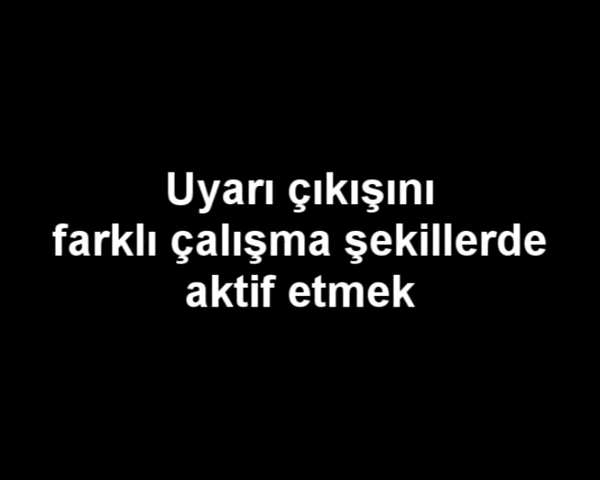 Uyarı çıkışını
farklı çalışma şekillerde
aktif etmek